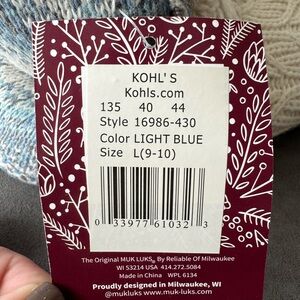 KOHL'S
Kohls.com
135 40 44
Style 16986-430
Color LIGHT BLUE
Size L(9-10)
0 33977 61032 3
The Original MUK LUKS® By Reliable Of Milwaukee
WI 53214 USA 414.272.5084
Made in China WPL 6134
Proudly designed in Milwaukee, WI
@mukluks www.muk-luks.com